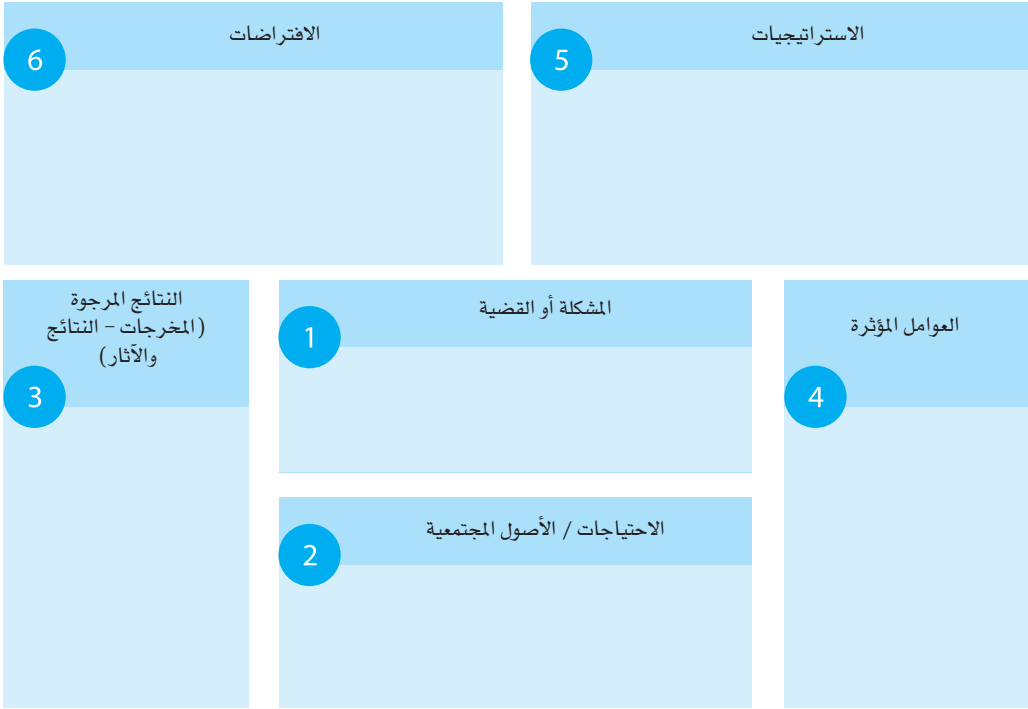 الاستراتيجيات
5
الافتراضات
6
العوامل المؤثرة
4
المشكلة أو القضية
1
النتائج المرجوة
(المخرجات - النتائج
والآثار)
3
الاحتياجات / الأصول المجتمعية
2